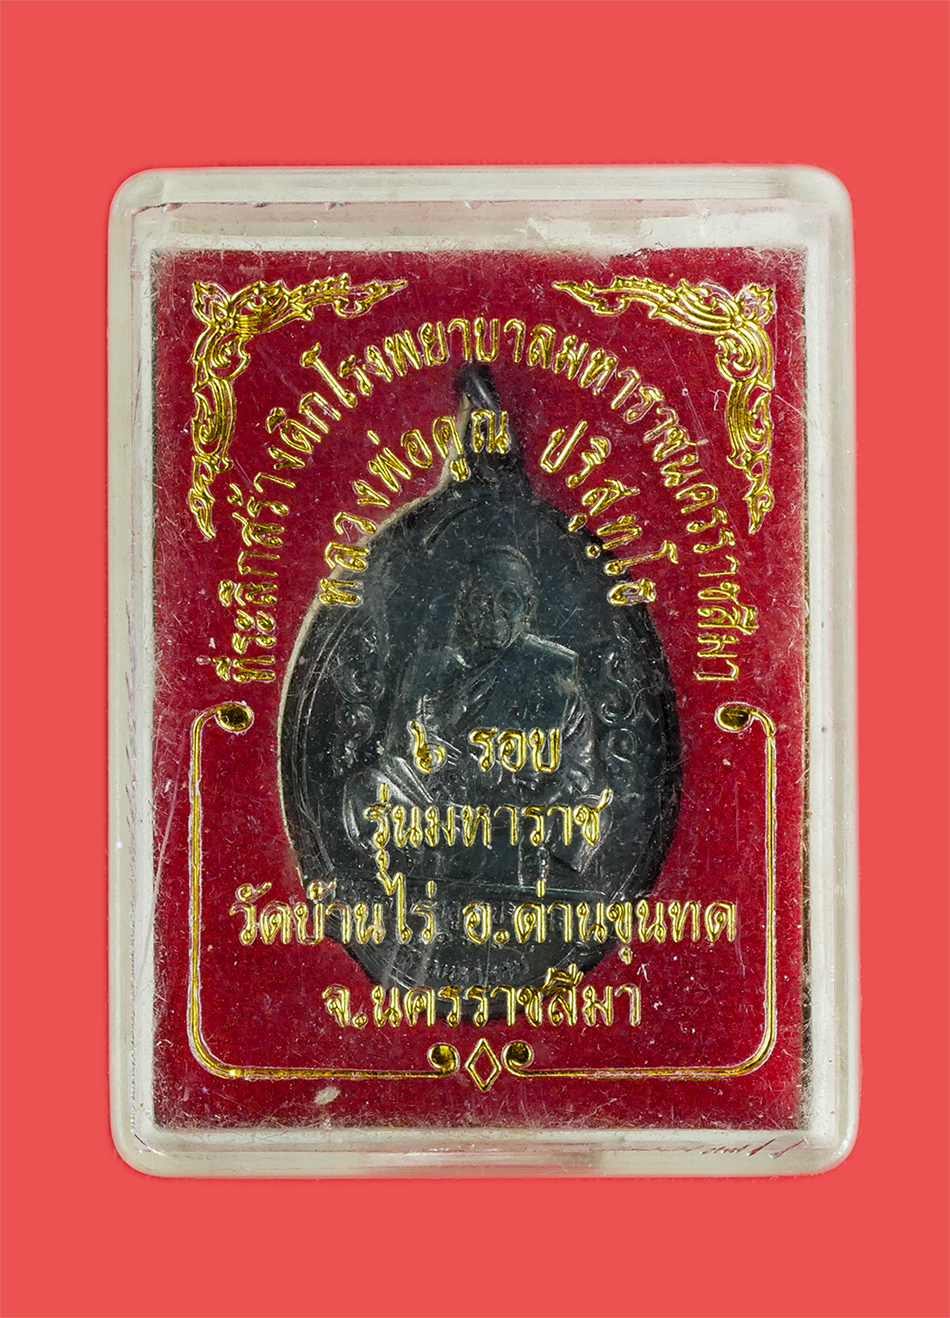 ที่ระลึกสร้างตึกโรงพยาบาลมหาราชนครราชสีมา
หลวงพ่อคูณ ปริสุทฺโธ
๖ รอบ
รุ่นมหาราช
วัดบ้านไร่ อ.ด่านขุนทด
จ.นครราชสีมา